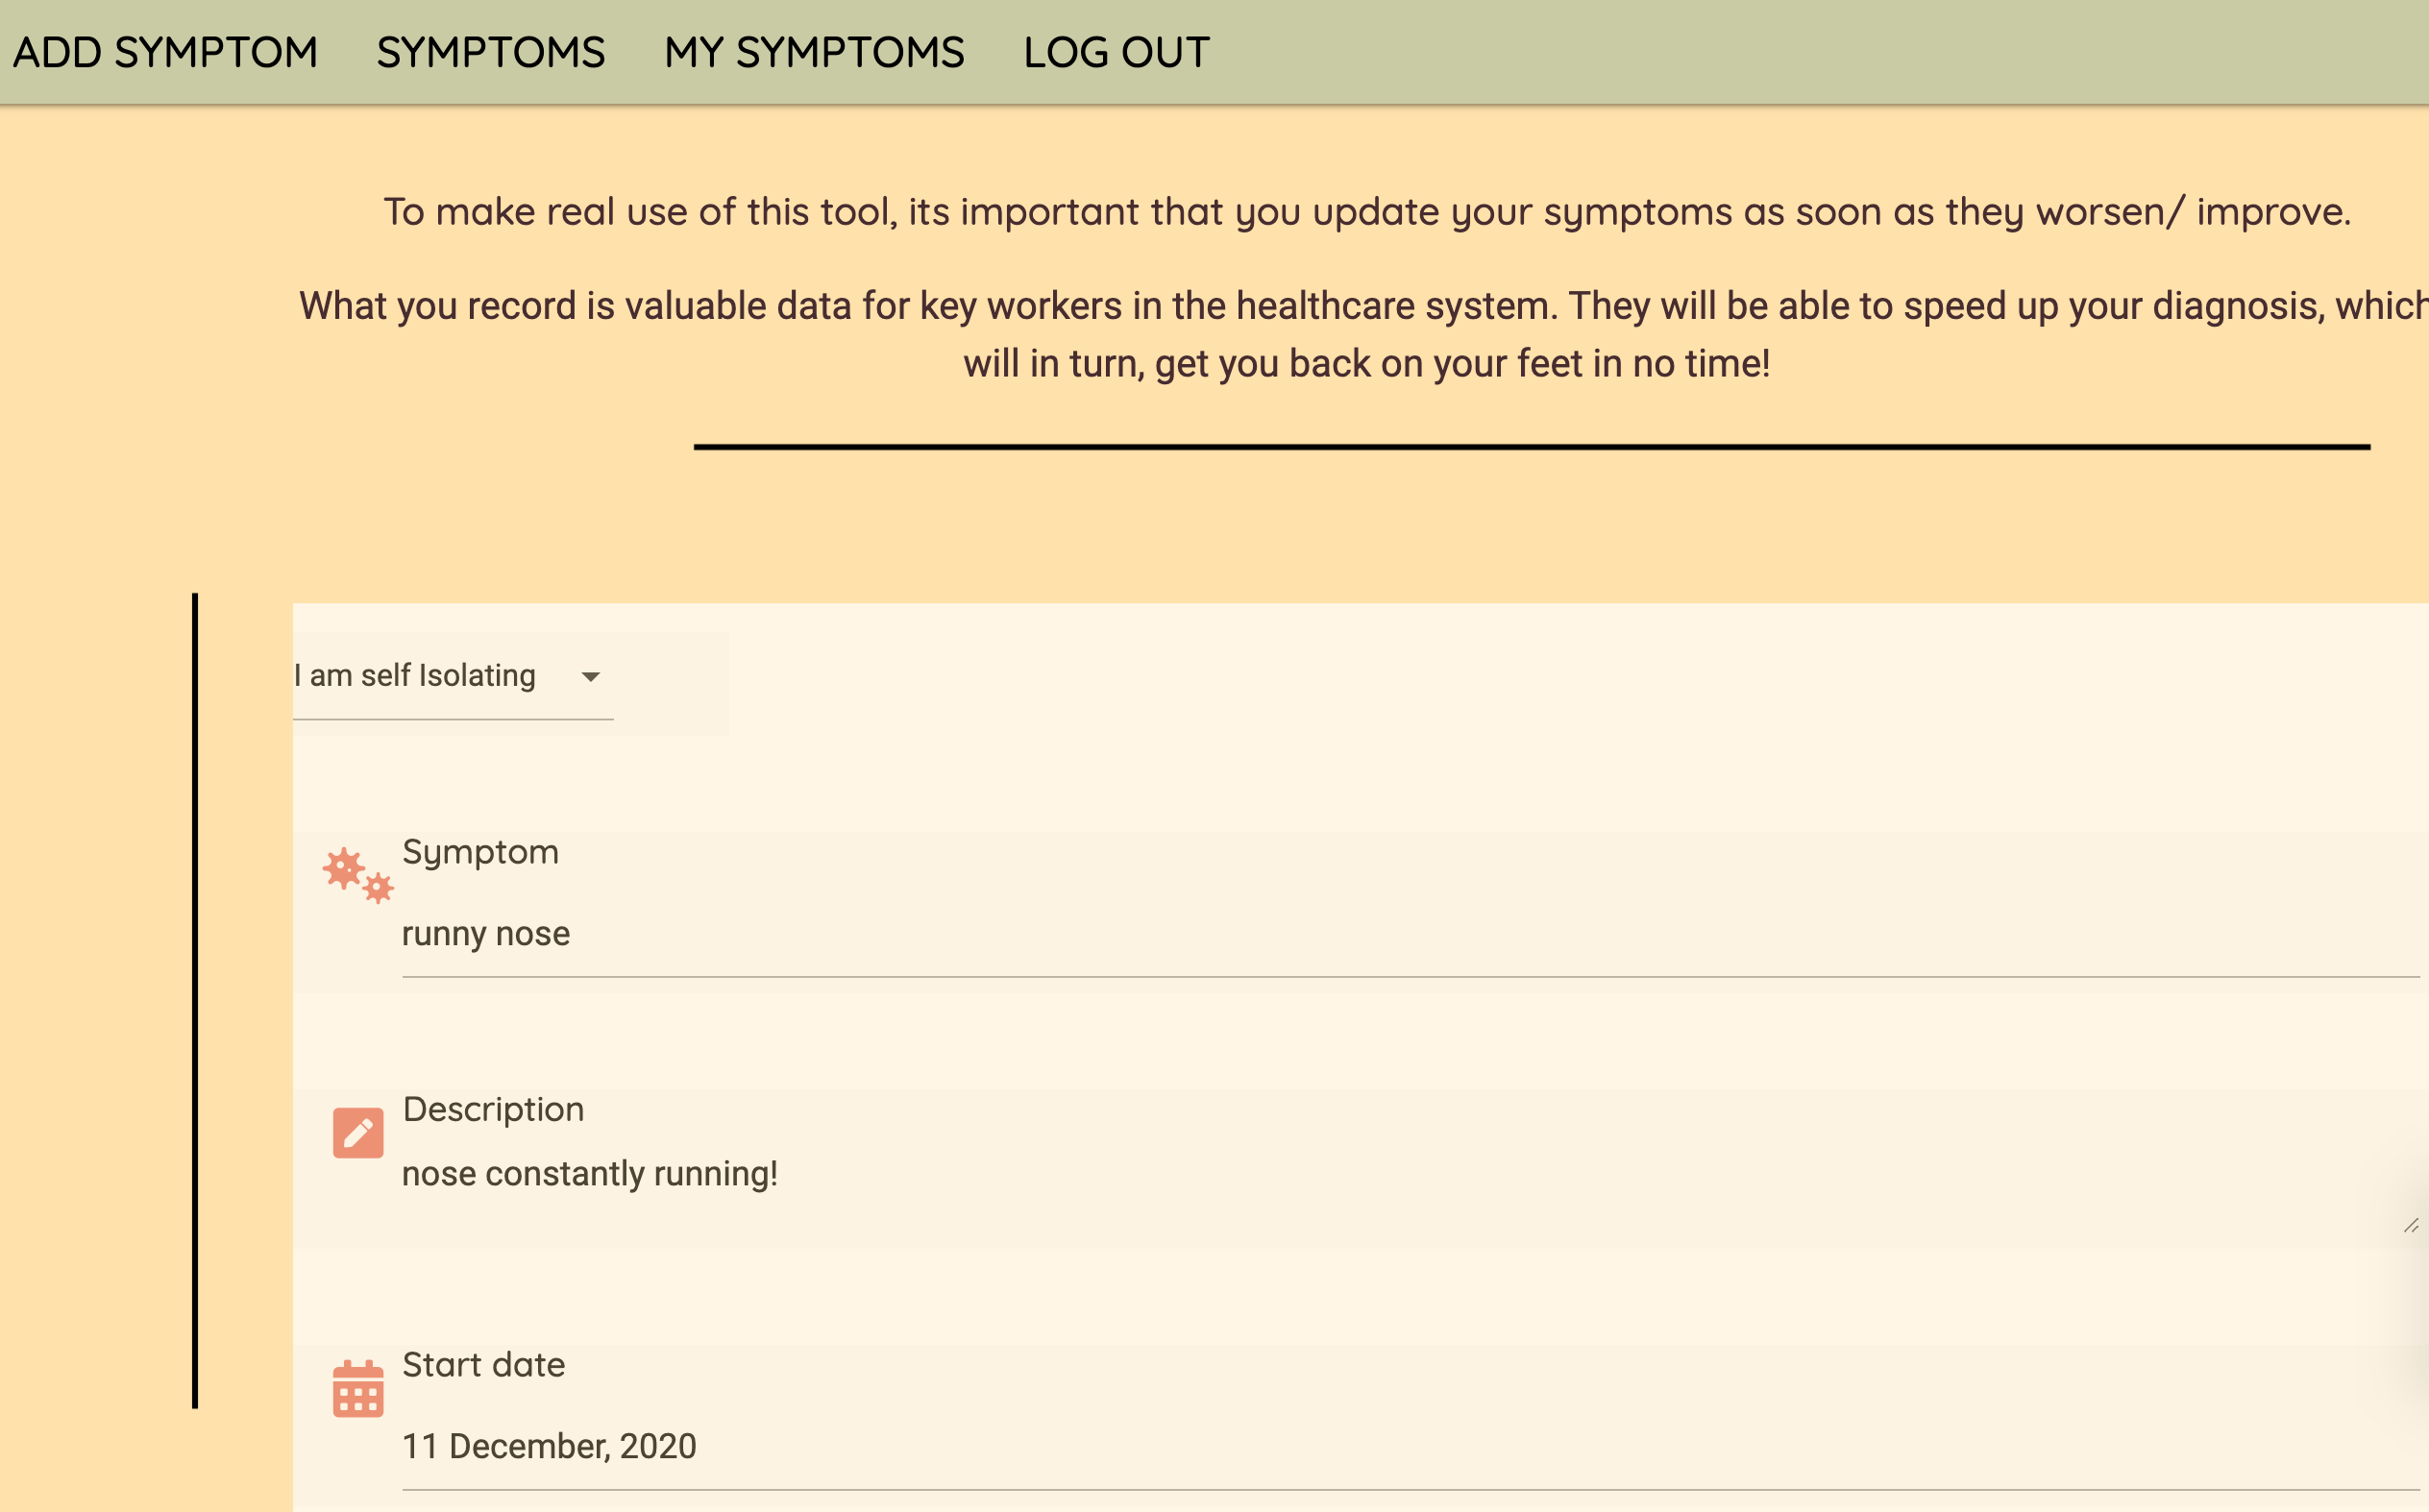 ADD SYMPTOM SYMPTOMS MY SYMPTOMS LOG OUT
To make real use of this tool, its important that you update your symptoms as soon as they worsen/ improve.
What you record is valuable data for key workers in the healthcare system. They will be able to speed up your diagnosis, which
will in turn, get you back on your feet in no time!
I am self Isolating
Symptom
runny nose
Description
nose constantly running!
Start date
11 December, 2020